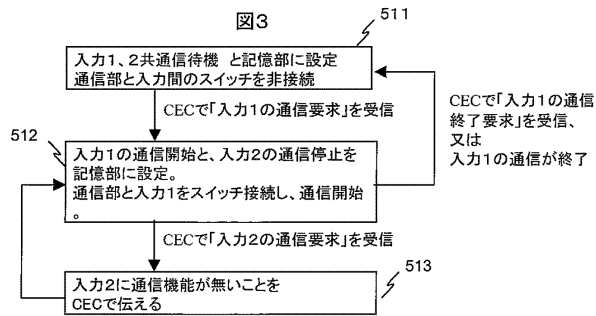 図3
511
入力1、2共通信待機 と記憶部に設定
通信部と入力間のスイッチを非接続
CECで「入力1の通信要求」を受信
CECで「入力1の通信
終了要求」を受信、
又は
入力1の通信が終了
512
入力1の通信開始と、入力2の通信停止を
記憶部に設定。
通信部と入力1をスイッチ接続し、通信開始
。
CECで「入力2の通信要求」を受信
513
入力2に通信機能が無いことを
CECで伝える